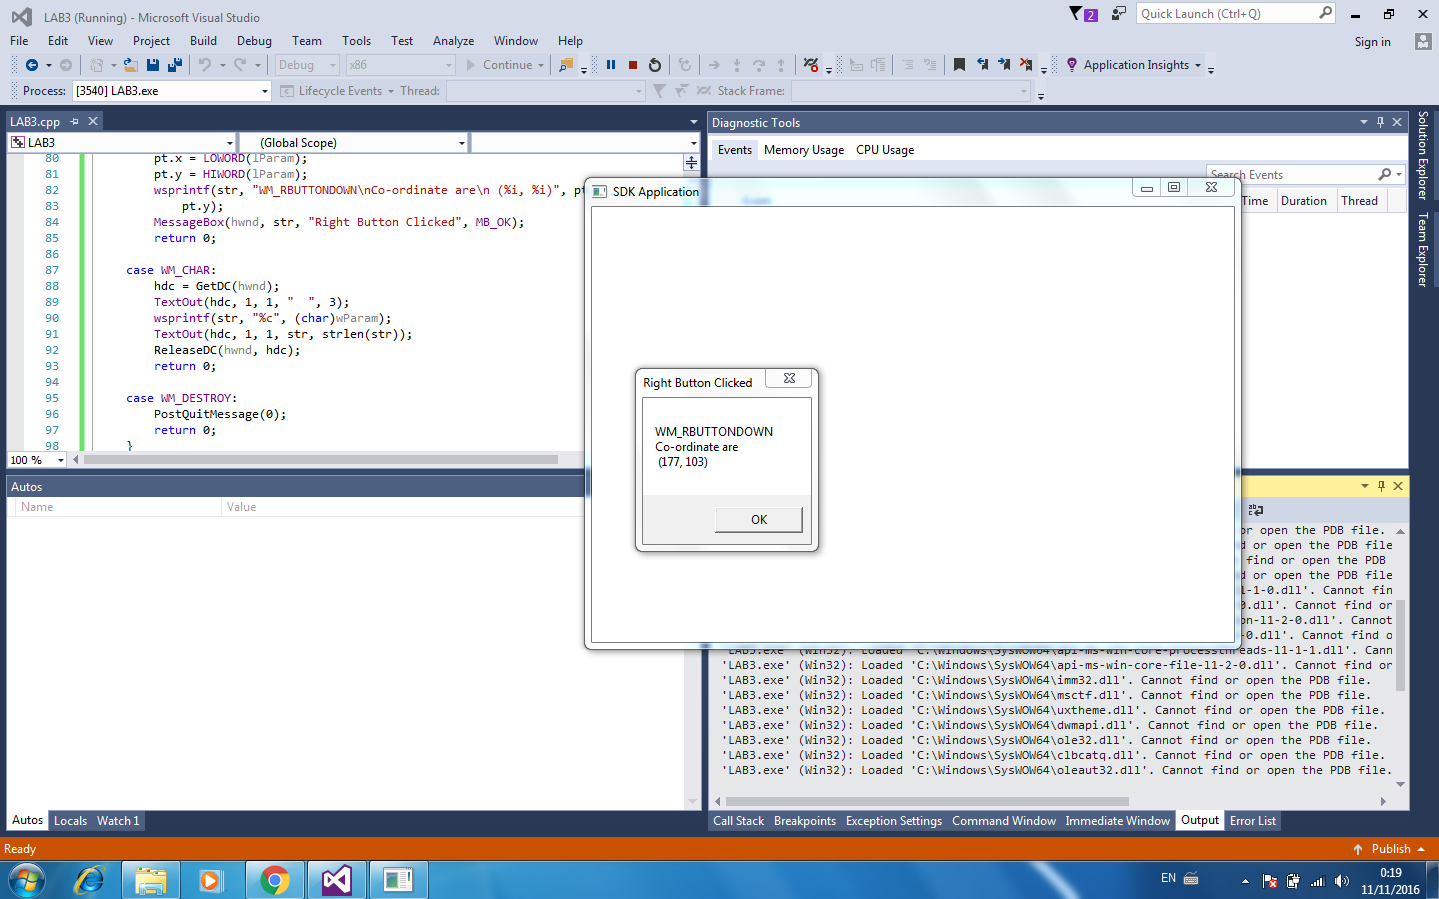 LAB3 (Running) - Microsoft Visual Studio
2
Quick Launch (Ctrl+Q)
File Edit View Project Build Debug Team Tools Test Analyze Window Help
Sign in
Debug x86 Continue Application Insights
Process: [3540] LAB3.exe Lifecycle Events Thread: Stack Frame:
LAB3.cpp
LAB3 (Global Scope)
80 pt.x = LOWORD(lParam);
81 pt.y = HIWORD(lParam);
82 wsprintf(str, "WM_RBUTTONDOWN\nCo-ordinate are\n (%i, %i)", pt
83 pt.y);
84 MessageBox(hwnd, str, "Right Button Clicked", MB_OK);
85 return 0;
86
87 case WM_CHAR:
88 hdc = GetDC(hwnd);
89 TextOut(hdc, 1, 1, "  ", 3);
90 wsprintf(str, "%c", (char)wParam);
91 TextOut(hdc, 1, 1, str, strlen(str));
92 ReleaseDC(hwnd, hdc);
93 return 0;
94
95 case WM_DESTROY:
96 PostQuitMessage(0);
97 return 0;
98 }
100 %
Autos
Name Value
Autos Locals Watch 1
Diagnostic Tools
Events Memory Usage CPU Usage
Search Events
Time Duration Thread
Solution Explorer
Team Explorer
SDK Application
Right Button Clicked
WM_RBUTTONDOWN
Co-ordinate are
(177, 103)
OK
or open the PDB file.
d or open the PDB file
find or open the PDB
d or open the PDB file
l-1-0.dll'. Cannot fin
0.dll'. Cannot find or
on-l1-2-0.dll'. Cannot
-0.dll'. Cannot find o
'LAB3.exe' (Win32): Loaded 'C:\Windows\SysWOW64\api-ms-win-core-processthreads-l1-1-1.dll'. Cann
'LAB3.exe' (Win32): Loaded 'C:\Windows\SysWOW64\api-ms-win-core-file-l1-2-0.dll'. Cannot find or
'LAB3.exe' (Win32): Loaded 'C:\Windows\SysWOW64\imm32.dll'. Cannot find or open the PDB file.
'LAB3.exe' (Win32): Loaded 'C:\Windows\SysWOW64\msctf.dll'. Cannot find or open the PDB file.
'LAB3.exe' (Win32): Loaded 'C:\Windows\SysWOW64\uxtheme.dll'. Cannot find or open the PDB file.
'LAB3.exe' (Win32): Loaded 'C:\Windows\SysWOW64\dwmapi.dll'. Cannot find or open the PDB file.
'LAB3.exe' (Win32): Loaded 'C:\Windows\SysWOW64\ole32.dll'. Cannot find or open the PDB file.
'LAB3.exe' (Win32): Loaded 'C:\Windows\SysWOW64\clbcatq.dll'. Cannot find or open the PDB file.
'LAB3.exe' (Win32): Loaded 'C:\Windows\SysWOW64\oleaut32.dll'. Cannot find or open the PDB file.
Call Stack Breakpoints Exception Settings Command Window Immediate Window Output Error List
Ready
Publish
EN
0:19
11/11/2016